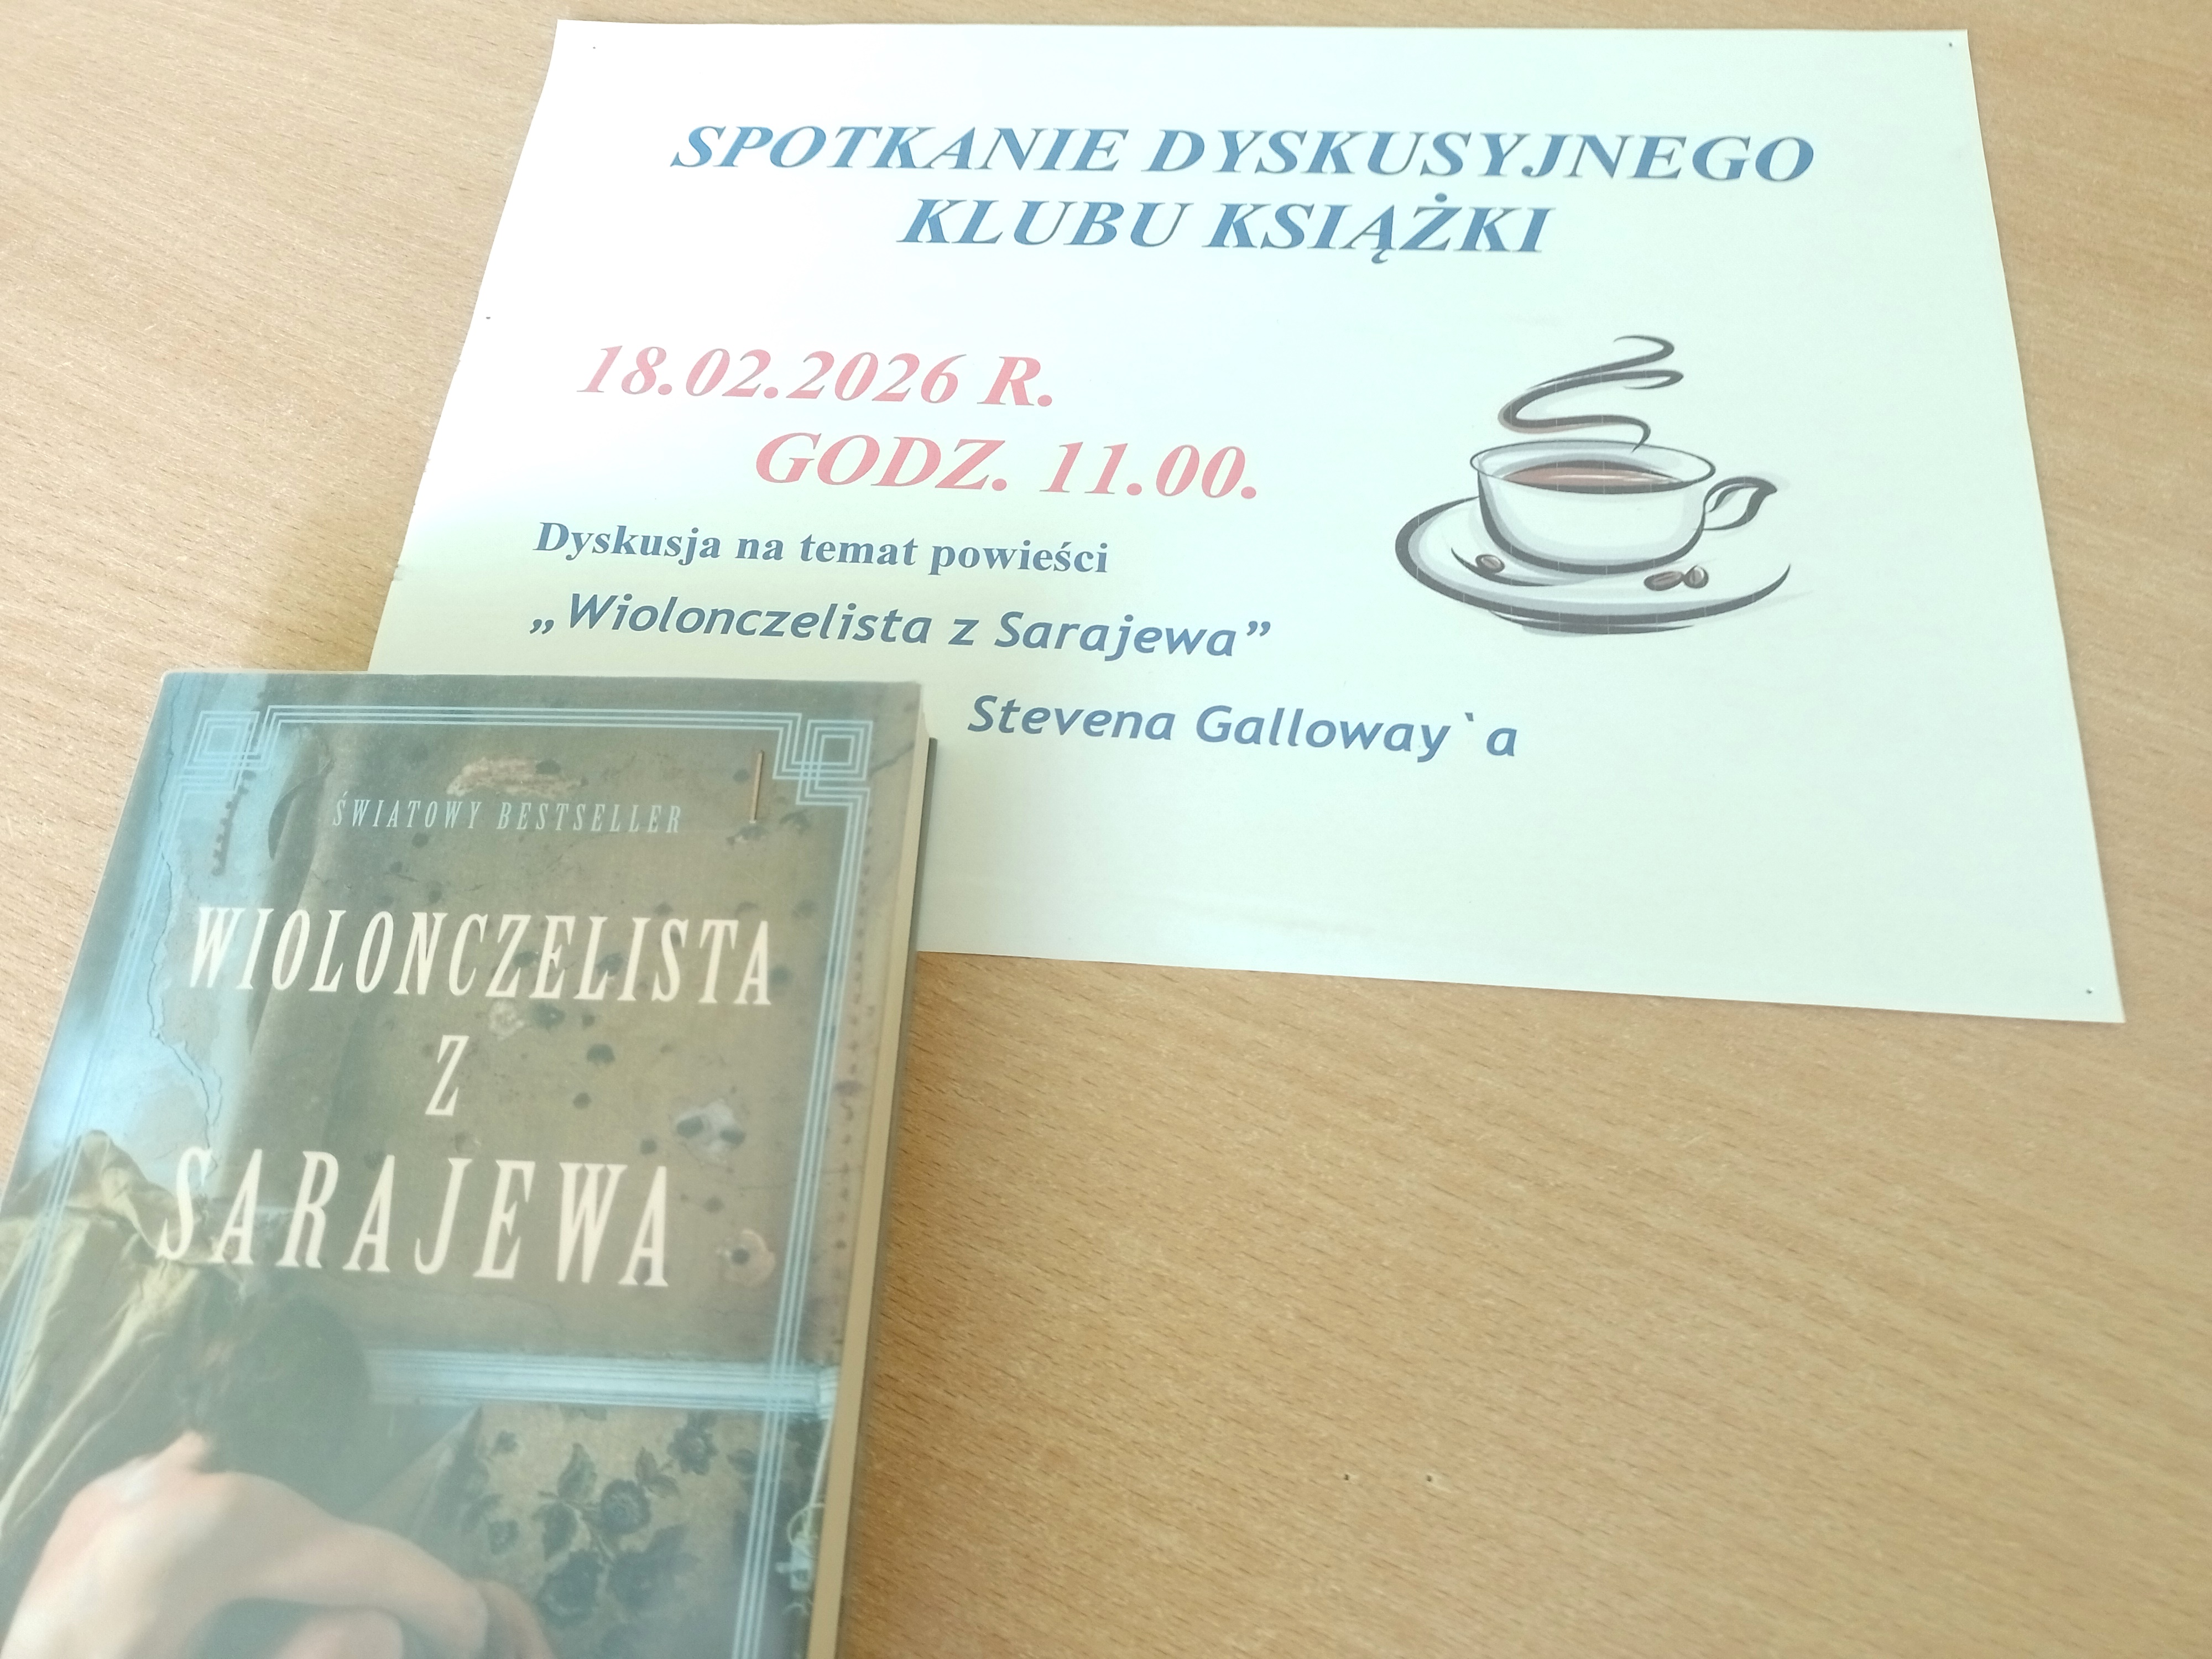 SPOTKANIE DYSKUSYJNEGO
KLUBU KSIĄŻKI
18.02.2026 R.
GODZ. 11.00.
Dyskusja na temat powieści
„Wiolonczelista z Sarajewa”
Stevena Galloway`a
ŚWIATOWY BESTSELLER
WIOLONCZELISTA
Z
SARAJEWA